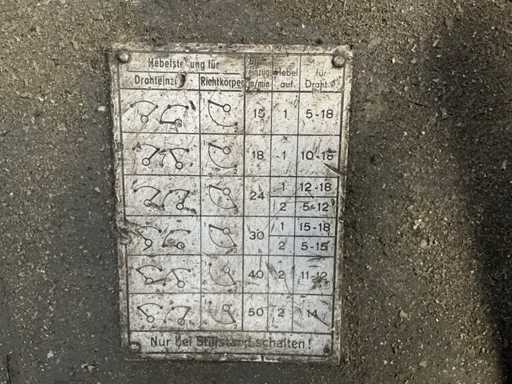 Hebelstellung für
Drahteinzug Richtkörper m/min Hebel auf für Draht
15 1 5-18
18 1 10-16
24 1 12-18
2 5-12
30 1 15-18
2 5-15
40 2 11-12
50 2 14
Nur bei Stillstand schalten!